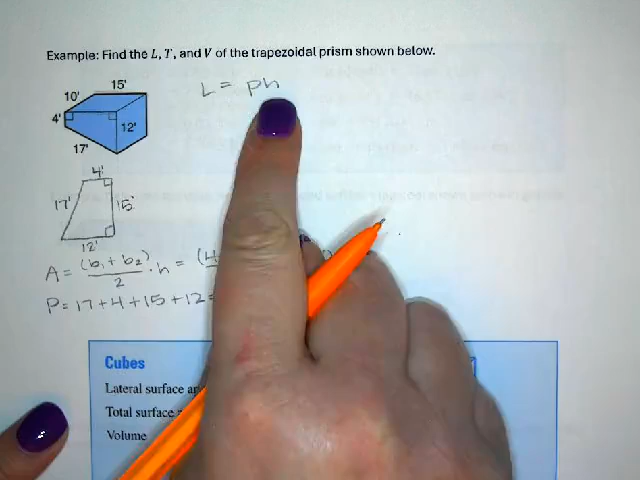 Example: Find the L, T, and V of the trapezoidal prism shown below.
L = ph
15'
10'
4'
12'
17'
4'
17'
15'
12'
A = (b₁ + b₂)/2 · h = (4
P = 17 + 4 + 15 + 12 =
Cubes
Lateral surface
Total surface
Volume